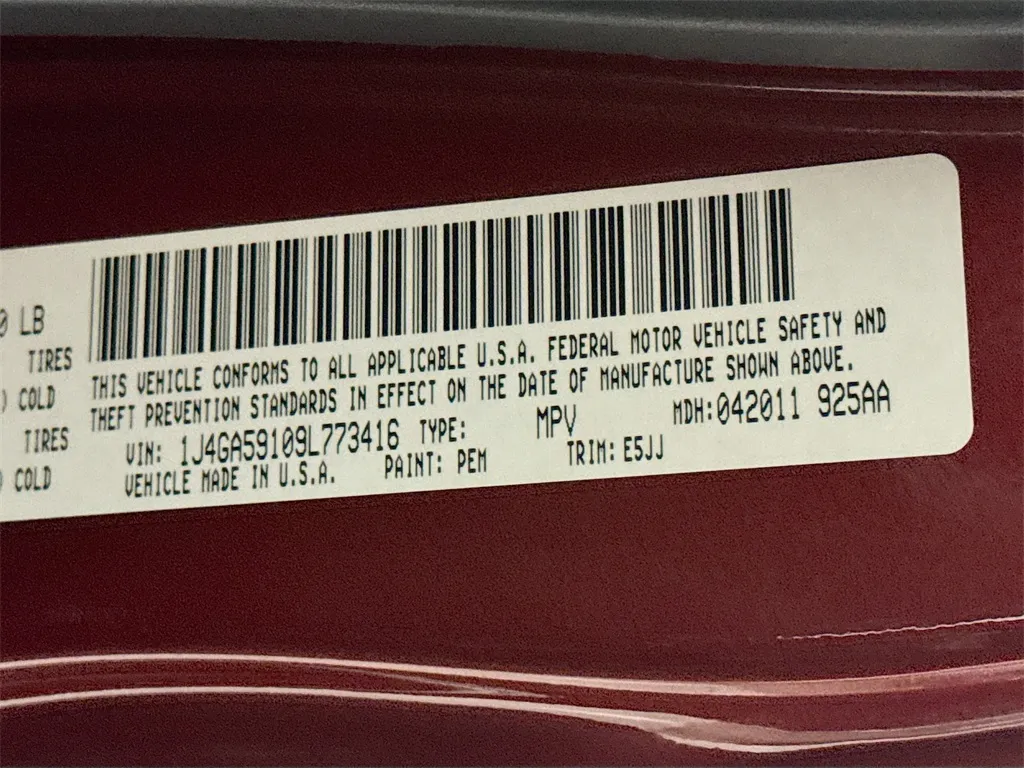 0 LB
TIRES
) COLD
TIRES
) COLD
THIS VEHICLE CONFORMS TO ALL APPLICABLE U.S.A. FEDERAL MOTOR VEHICLE SAFETY AND
THEFT PREVENTION STANDARDS IN EFFECT ON THE DATE OF MANUFACTURE SHOWN ABOVE.
VIN: 1J4GA59109L773416 TYPE: MPV MDH:042011 925AA
VEHICLE MADE IN U.S.A. PAINT: PEM TRIM: E5JJ